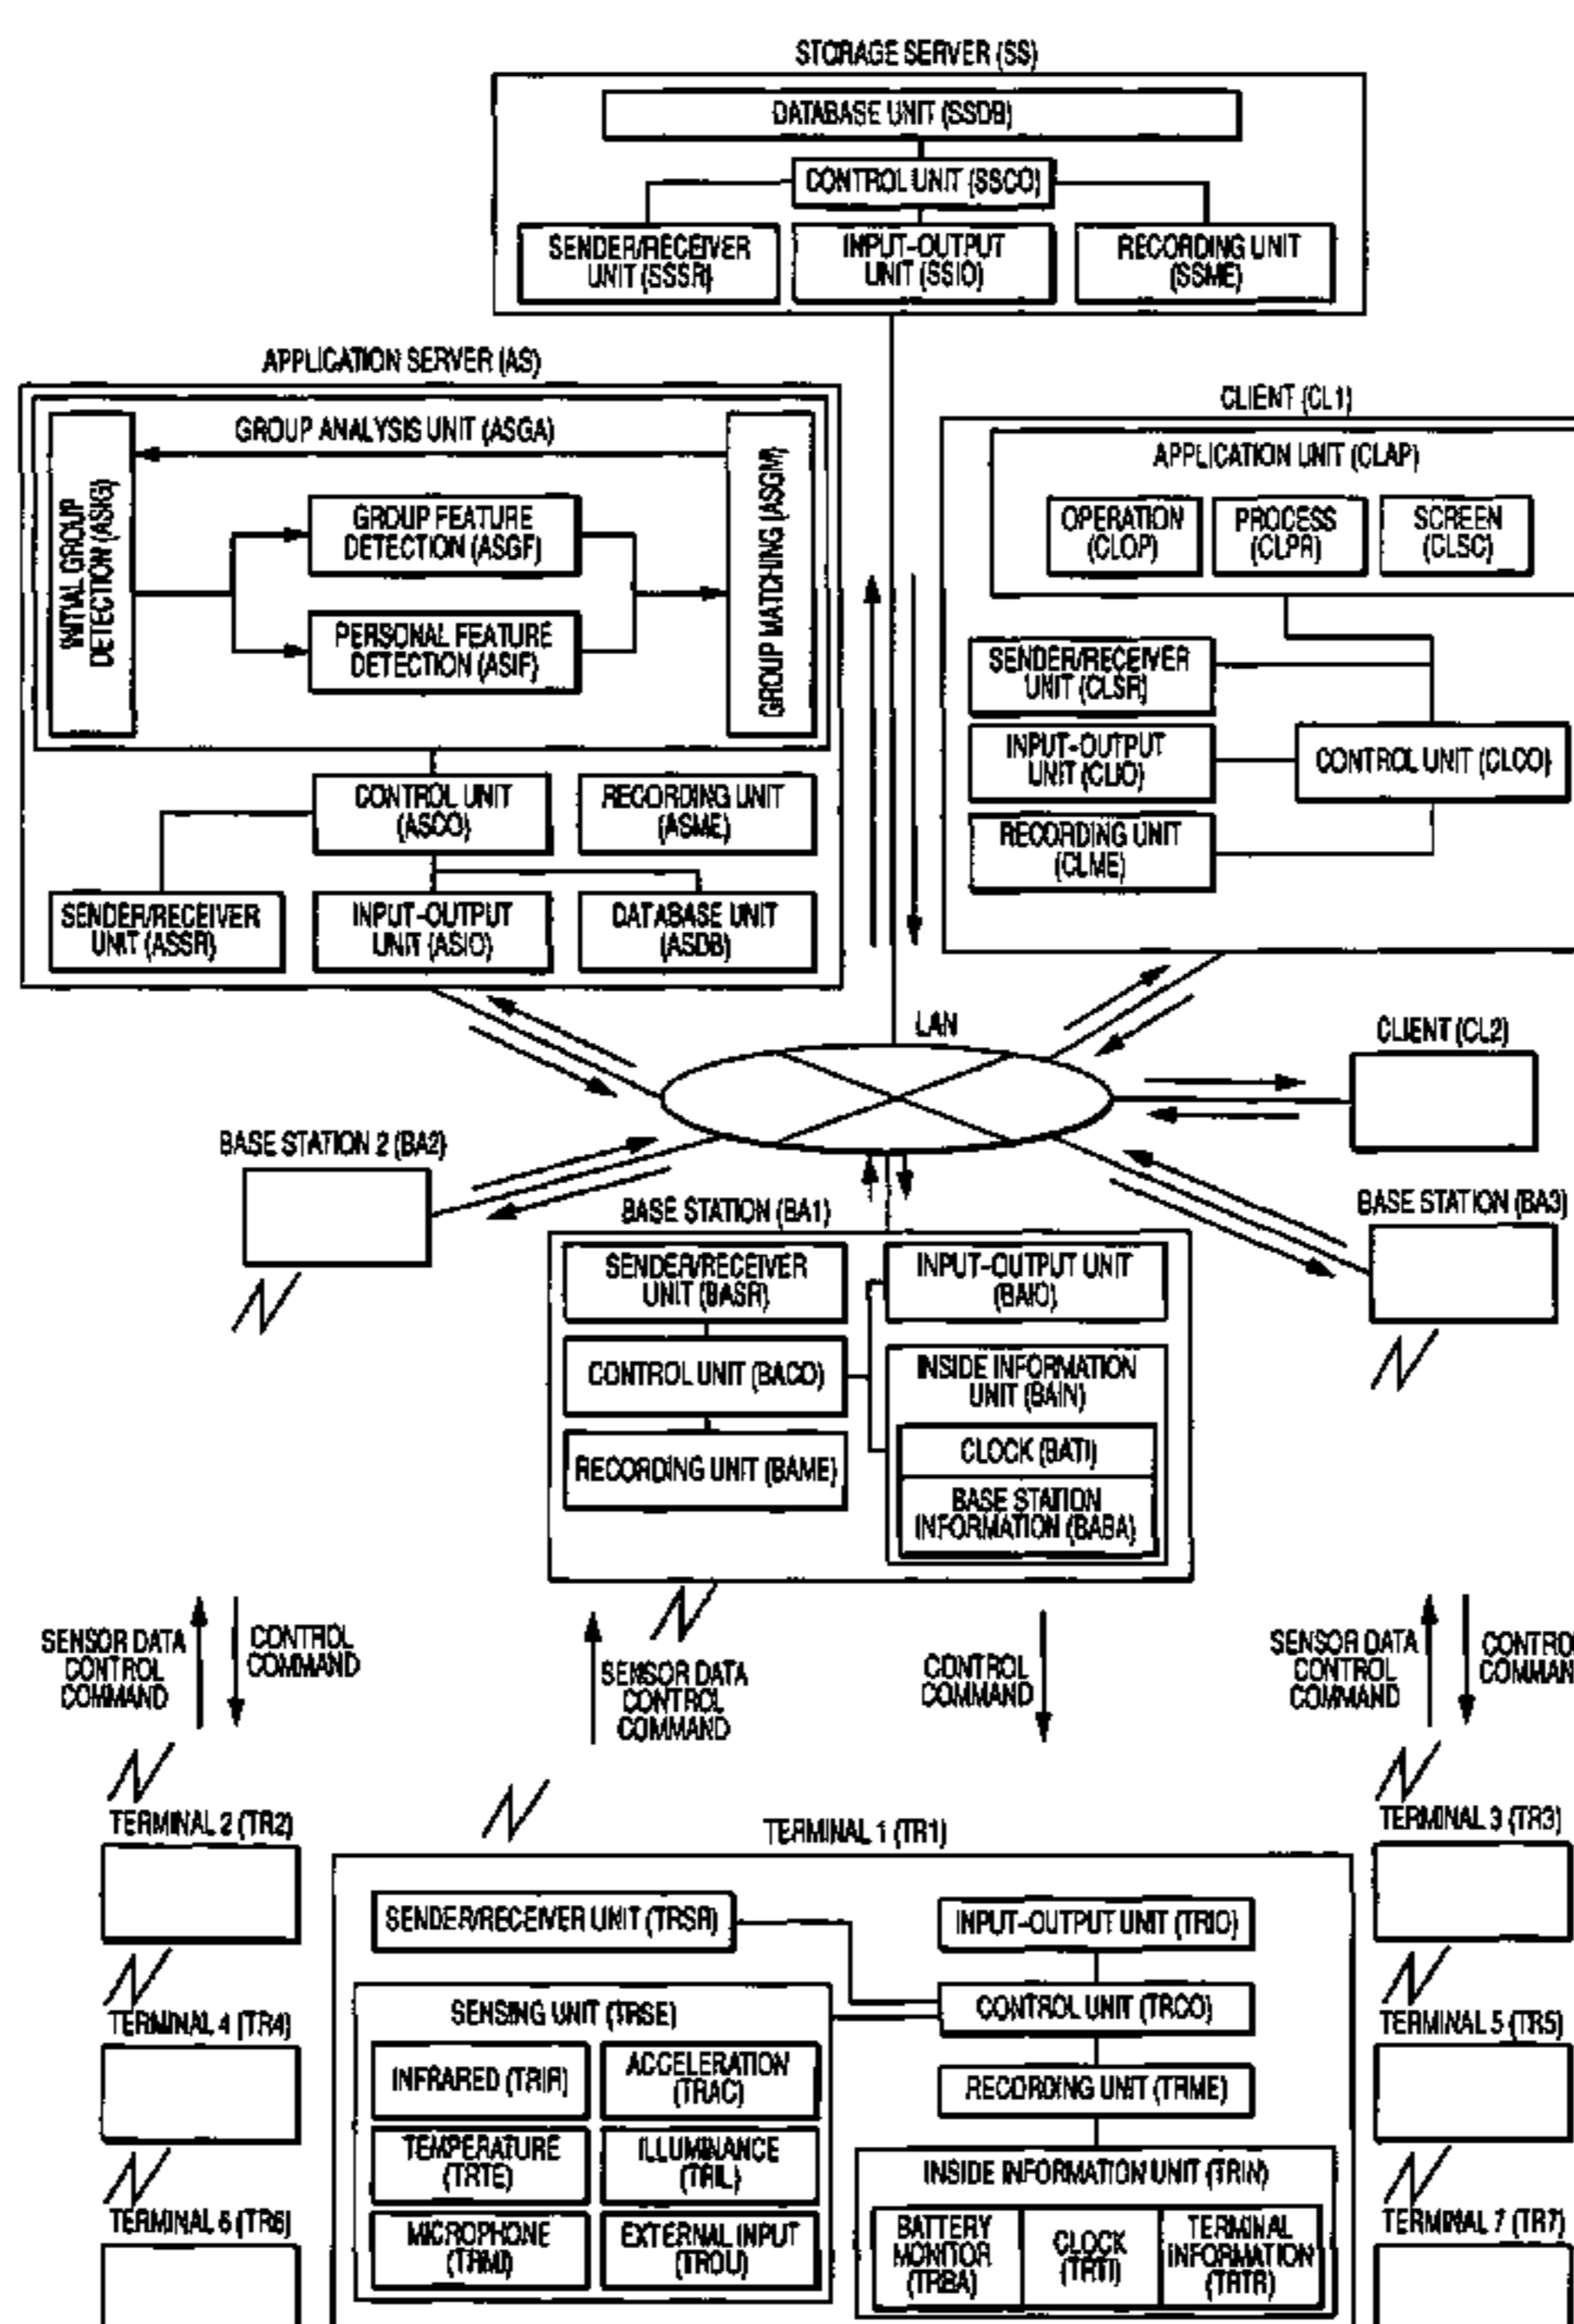 STORAGE SERVER (SS)
DATABASE UNIT (SSDB)
CONTROL UNIT (SSCO)
SENDER/RECEIVER
UNIT (SSSR)
INPUT-OUTPUT
UNIT (SSIO)
RECORDING UNIT
(SSME)
APPLICATION SERVER (AS)
GROUP ANALYSIS UNIT (ASGA)
INITIAL GROUP
DETECTION (ASIG)
GROUP FEATURE
DETECTION (ASGF)
PERSONAL FEATURE
DETECTION (ASIF)
GROUP MATCHING (ASGM)
CONTROL UNIT
(ASCO)
RECORDING UNIT
(ASME)
SENDER/RECEIVER
UNIT (ASSR)
INPUT-OUTPUT
UNIT (ASIO)
DATABASE UNIT
(ASDB)
CLIENT (CL1)
APPLICATION UNIT (CLAP)
OPERATION
(CLOP)
PROCESS
(CLPR)
SCREEN
(CLSC)
SENDER/RECEIVER
UNIT (CLSR)
INPUT-OUTPUT
UNIT (CLIO)
CONTROL UNIT (CLCO)
RECORDING UNIT
(CLME)
LAN
CLIENT (CL2)
BASE STATION 2 (BA2)
BASE STATION (BA1)
BASE STATION (BA3)
SENDER/RECEIVER
UNIT (BASR)
INPUT-OUTPUT UNIT
(BAIO)
CONTROL UNIT (BACO)
INSIDE INFORMATION
UNIT (BAIN)
RECORDING UNIT (BAME)
CLOCK (BATI)
BASE STATION
INFORMATION (BABA)
SENSOR DATA
CONTROL
COMMAND
CONTROL
COMMAND
SENSOR DATA
CONTROL
COMMAND
CONTROL
COMMAND
SENSOR DATA
CONTROL
COMMAND
CONTROL
COMMAN
TERMINAL 2 (TR2)
TERMINAL 1 (TR1)
TERMINAL 3 (TR3)
SENDER/RECEIVER UNIT (TRSR)
INPUT-OUTPUT UNIT (TRIO)
SENSING UNIT (TRSE)
CONTROL UNIT (TRCO)
TERMINAL 4 (TR4)
TERMINAL 5 (TR5)
INFRARED (TRIR)
ACCELERATION
(TRAC)
RECORDING UNIT (TRME)
TEMPERATURE
(TRTE)
ILLUMINANCE
(TRIL)
INSIDE INFORMATION UNIT (TRIN)
TERMINAL 6 (TR6)
TERMINAL 7 (TR7)
MICROPHONE
(TRMI)
EXTERNAL INPUT
(TROU)
BATTERY
MONITOR
(TRBA)
CLOCK
(TRTI)
TERMINAL
INFORMATION
(TRTR)